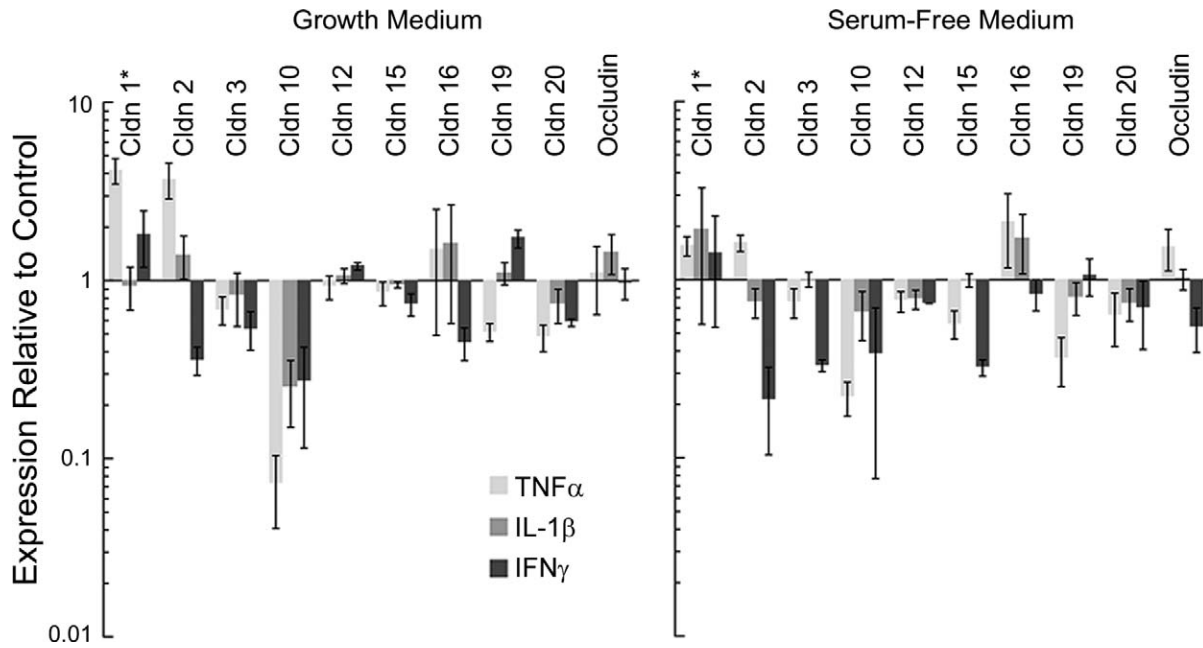 Growth Medium
Serum-Free Medium
Cldn 1*
Cldn 2
Cldn 3
Cldn 10
Cldn 12
Cldn 15
Cldn 16
Cldn 19
Cldn 20
Occludin
Cldn 1*
Cldn 2
Cldn 3
Cldn 10
Cldn 12
Cldn 15
Cldn 16
Cldn 19
Cldn 20
Occludin
Expression Relative to Control
10
1
0.1
0.01
TNFα
IL-1β
IFNγ